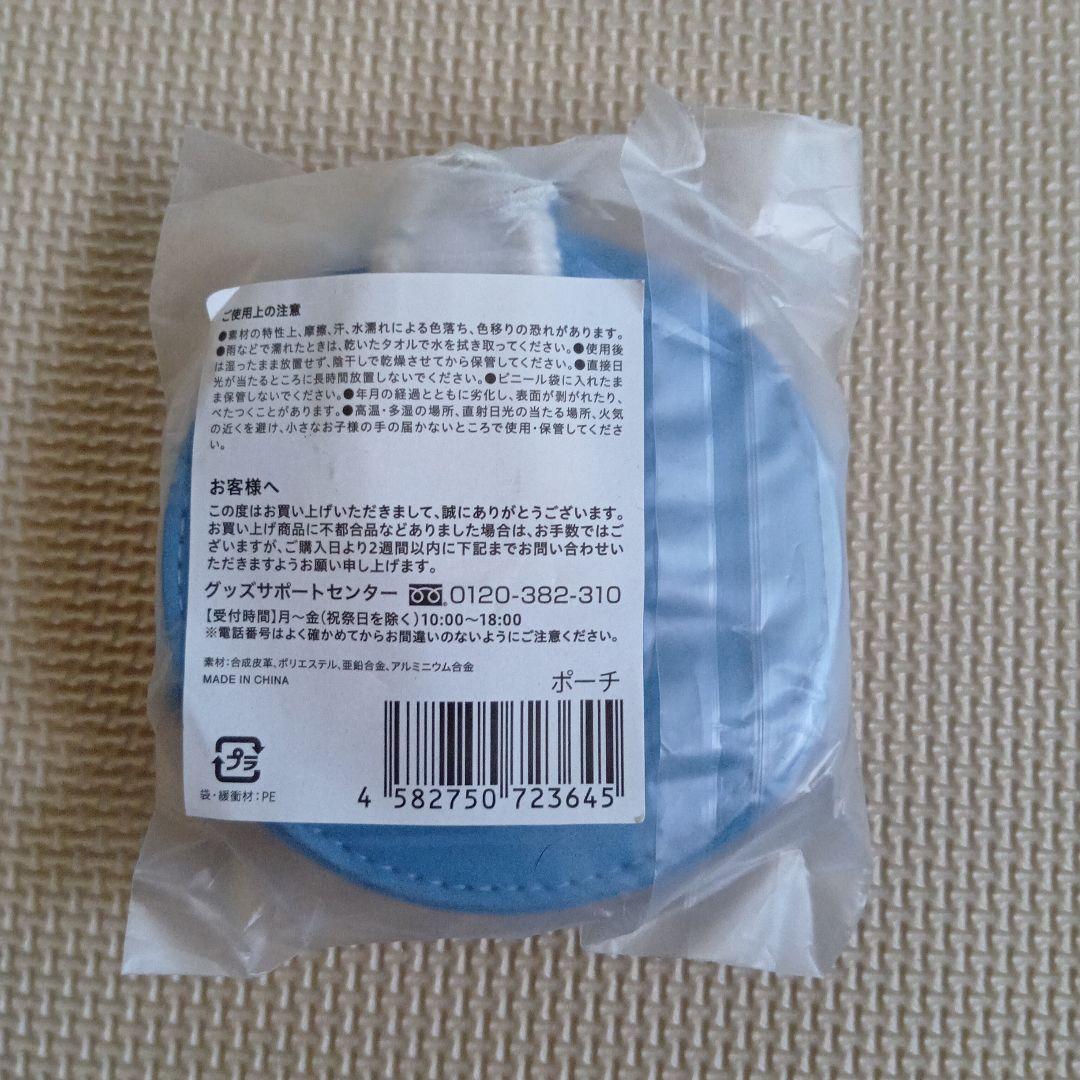 ご使用上の注意
●素材の特性上、摩擦、汗、水濡れによる色落ち、色移りの恐れがあります。
●雨などで濡れたときは、乾いたタオルで水を拭き取ってください。●使用後
は湿ったまま放置せず、陰干しで乾燥させてから保管してください。●直接日
光が当たるところに長時間放置しないでください。●ビニール袋に入れたま
ま保管しないでください。●年月の経過とともに劣化し、表面が剥がれたり、
べたつくことがあります。●高温・多湿の場所、直射日光の当たる場所、火気
の近くを避け、小さなお子様の手の届かないところで使用・保管してくださ
い。
お客様へ
この度はお買い上げいただきまして、誠にありがとうございます。
お買い上げ商品に不都合品などありました場合は、お手数ではご
ざいますが、ご購入日より2週間以内に下記までお問い合わせい
ただきますようお願い申し上げます。
グッズサポートセンター 0120-382-310
【受付時間】月〜金(祝祭日を除く)10:00〜18:00
※電話番号はよく確かめてからお間違いのないようにご注意ください。
素材:合成皮革、ポリエステル、亜鉛合金、アルミニウム合金
MADE IN CHINA
ポーチ
プラ
袋・緩衝材:PE
4 582750 723645